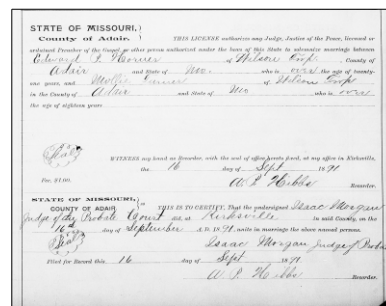 STATE OF MISSOURI,
County of Adair.
THIS LICENSE authorizes any Judge, Justice of the Peace, licensed or
ordained Preacher of the Gospel, or other person authorized under the laws of this State to solemnize marriage between
Edward P. of Wilson Twp, County of
Adair and State of Mo. who is over the age of twenty-
one years, and Mollie of Wilson Twp
in the County of Adair and State of Mo who is over
the age of eighteen years
Seal
WITNESS my hand as Recorder, with the seal of office hereto fixed, at my office in Kirksville,
the 16 day of Sept 1891
Fee, $1.00.
A P Hibbs
Recorder.
STATE OF MISSOURI,
COUNTY OF ADAIR.
THIS IS TO CERTIFY, That the undersigned Isaac Morgan
Judge of the Probate Court did at Kirksville in said County, on the
16th day of September A.D. 1891, unite in marriage the above named persons.
Seal
Isaac Morgan Judge of Probate
Filed for Record this 16 day of Sept 1891
A P Hibbs
Recorder.